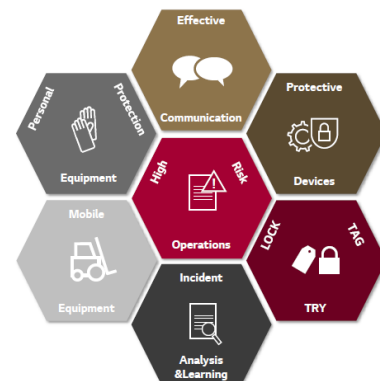 Effective
Communication
Personal Protection
Equipment
Protective
Devices
High Risk
Operations
Mobile
Equipment
LOCK TAG
TRY
Incident
Analysis
&Learning